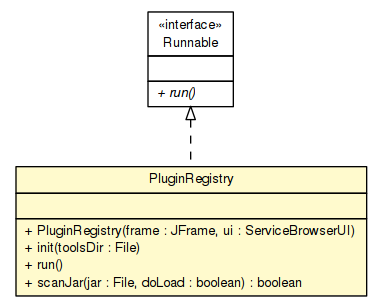 «interface»
Runnable
+ run()
PluginRegistry
+ PluginRegistry(frame : JFrame, ui : ServiceBrowserUI)
+ init(toolsDir : File)
+ run()
+ scanJar(jar : File, doLoad : boolean) : boolean